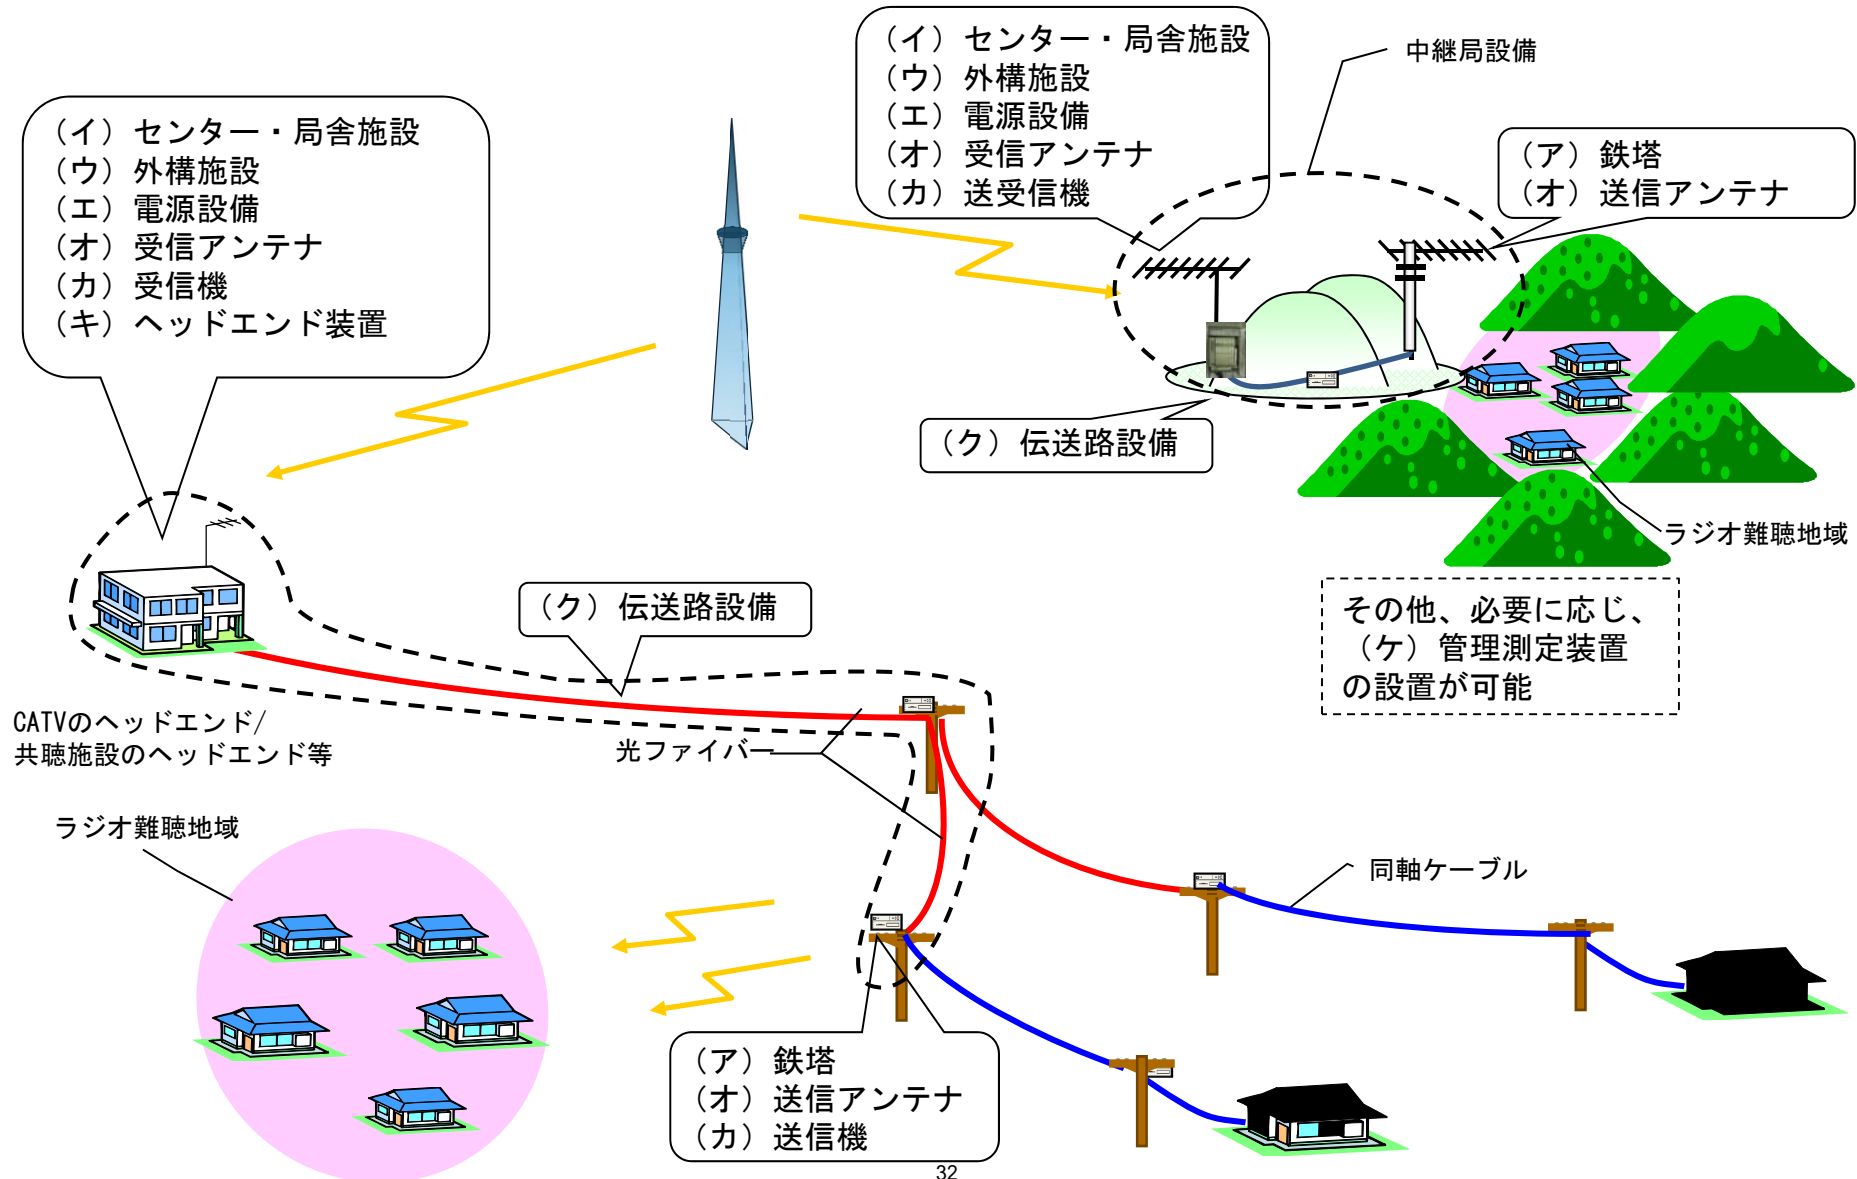 （イ）センター・局舎施設
（ウ）外構施設
（エ）電源設備
（オ）受信アンテナ
（カ）受信機
（キ）ヘッドエンド装置
（イ）センター・局舎施設
（ウ）外構施設
（エ）電源設備
（オ）受信アンテナ
（カ）送受信機
中継局設備
（ア）鉄塔
（オ）送信アンテナ
（ク）伝送路設備
ラジオ難聴地域
その他、必要に応じ、
（ケ）管理測定装置
の設置が可能
（ク）伝送路設備
CATVのヘッドエンド/
共聴施設のヘッドエンド等
光ファイバー
ラジオ難聴地域
同軸ケーブル
（ア）鉄塔
（オ）送信アンテナ
（カ）送信機
32